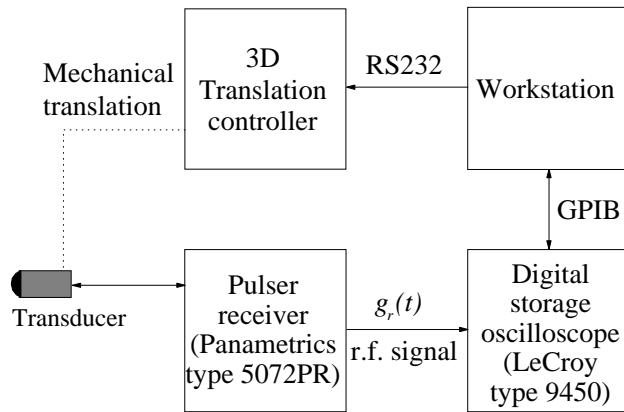 Mechanical
translation
3D
Translation
controller
RS232
Workstation
GPIB
Transducer
Pulser
receiver
(Panametrics
type 5072PR)
g_r(t)
r.f. signal
Digital
storage
oscilloscope
(LeCroy
type 9450)